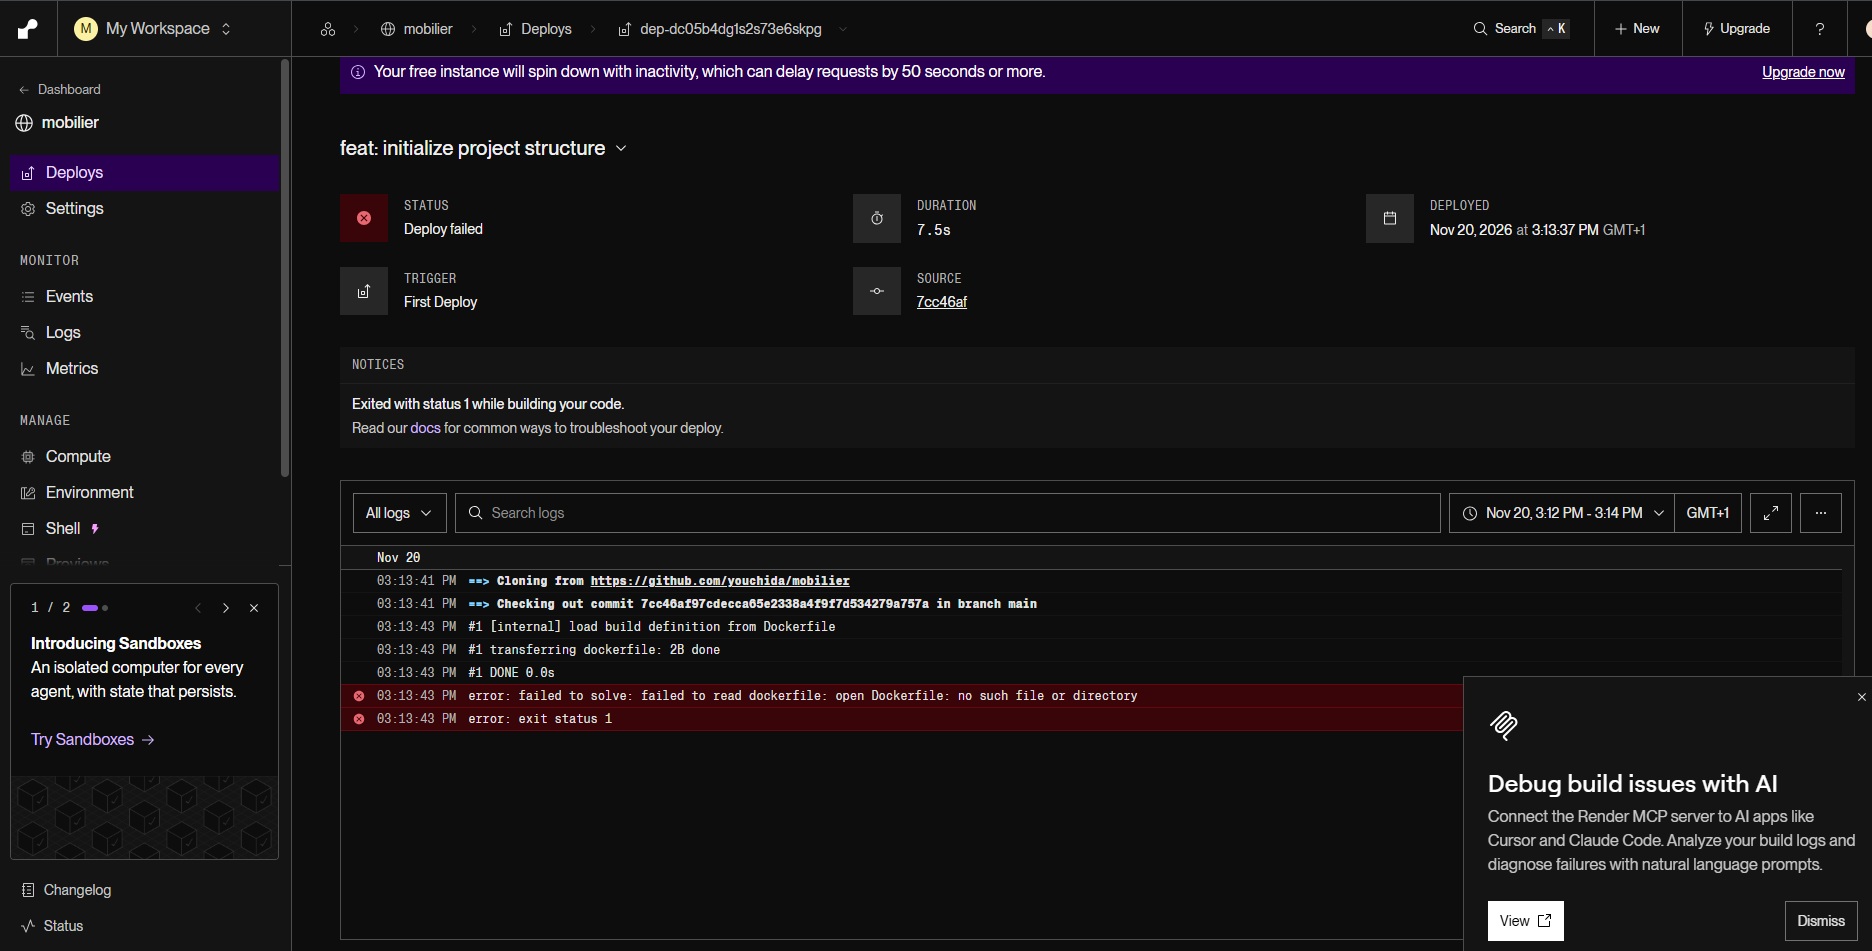 M My Workspace
mobilier
Deploys
dep-dc05b4dg1s2s73e6skpg
Search
K
New
Upgrade
?
Dashboard
mobilier
Deploys
Settings
MONITOR
Events
Logs
Metrics
MANAGE
Compute
Environment
Shell
Previews
1 / 2
Introducing Sandboxes
An isolated computer for every
agent, with state that persists.
Try Sandboxes
Changelog
Status
Your free instance will spin down with inactivity, which can delay requests by 50 seconds or more.
Upgrade now
feat: initialize project structure
STATUS
Deploy failed
DURATION
7.5s
DEPLOYED
Nov 20, 2026 at 3:13:37 PM GMT+1
TRIGGER
First Deploy
SOURCE
7cc46af
NOTICES
Exited with status 1 while building your code.
Read our docs for common ways to troubleshoot your deploy.
All logs
Search logs
Nov 20, 3:12 PM - 3:14 PM
GMT+1
Nov 20
03:13:41 PM ==> Cloning from https://github.com/youchida/mobilier
03:13:41 PM ==> Checking out commit 7cc46af97cdecca65e2338a4f9f7d534279a757a in branch main
03:13:43 PM #1 [internal] load build definition from Dockerfile
03:13:43 PM #1 transferring dockerfile: 2B done
03:13:43 PM #1 DONE 0.0s
03:13:43 PM error: failed to solve: failed to read dockerfile: open Dockerfile: no such file or directory
03:13:43 PM error: exit status 1
Debug build issues with AI
Connect the Render MCP server to AI apps like
Cursor and Claude Code. Analyze your build logs and
diagnose failures with natural language prompts.
View
Dismiss